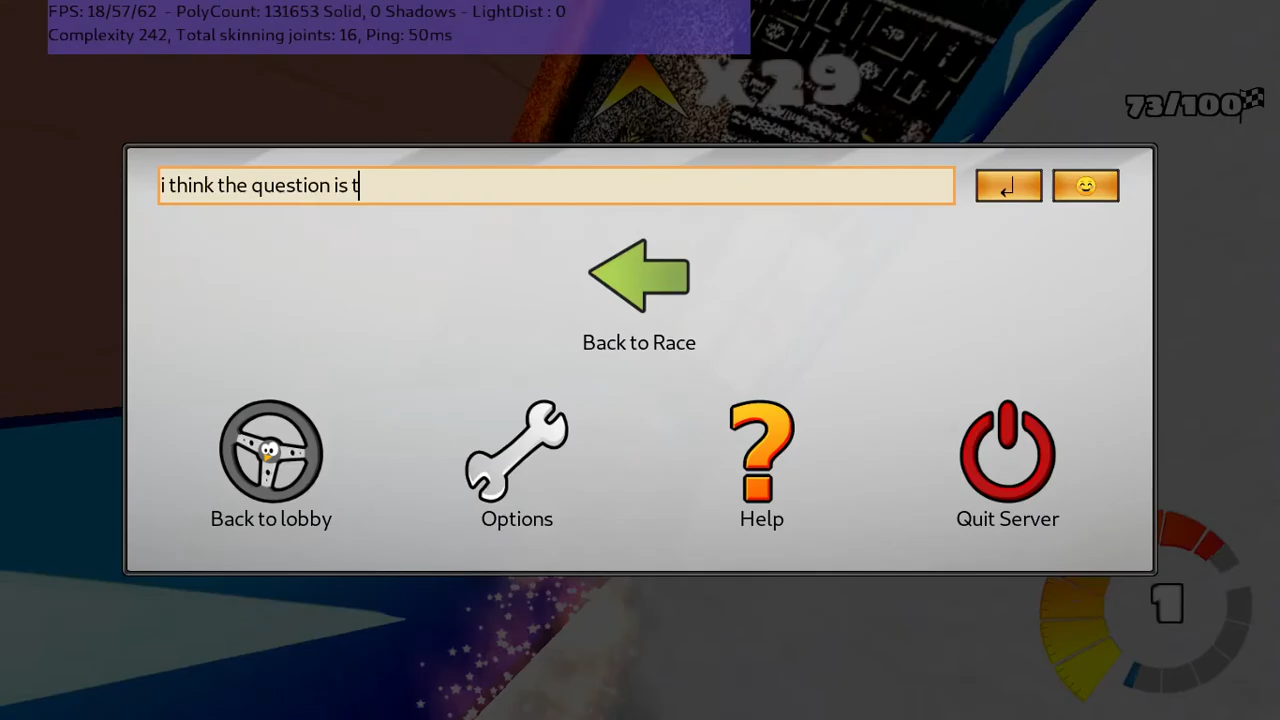 FPS: 18/57/62 - PolyCount: 131653 Solid, 0 Shadows - LightDist : 0
Complexity 242, Total skinning joints: 16, Ping: 50ms
X29
73/100
i think the question is t
Back to Race
Back to lobby
Options
Help
Quit Server
1